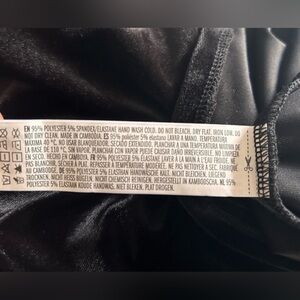 EN 95% POLYESTER 5% SPANDEX/ELASTANE HAND WASH COLD. DO NOT BLEACH. DRY FLAT. IRON LOW. DO
NOT DRY CLEAN. MADE IN CAMBODIA. ES 95% poliéster 5% elastano LAVAR A MANO. TEMPERATURA
MÁXIMA 40 °C. NO USAR BLANQUEADOR. SECADO EXTENDIDO. PLANCHAR A UNA TEMPERATURA MÁXIMA DE
LA BASE DE 110 °C. SIN VAPOR. PLANCHAR CON VAPOR PUEDE CAUSAR DAÑO IRREVERSIBLE. NO LIMPIEZA
EN SECO. HECHO EN CAMBOYA. FR 95% POLYESTER 5% ÉLASTHANNE LAVER À LA MAIN À L'EAU FROIDE.
NE PAS BLANCHIR. SÉCHER À PLAT. REPASSER À BASSE TEMPÉRATURE. NE PAS NETTOYER À SEC. FABRIQUÉ
AU CAMBODGE. DE 95% POLYESTER 5% ELASTHAN HANDWÄSCHE KALT. NICHT BLEICHEN. LIEGEND
TROCKNEN. NICHT HEISS BÜGELN. NICHT CHEMISCH REINIGEN. HERGESTELLT IN KAMBODSCHA. NL 95%
POLYESTER 5% ELASTAAN KOUDE HANDWAS. NIET BLEKEN. PLAT DROGEN.